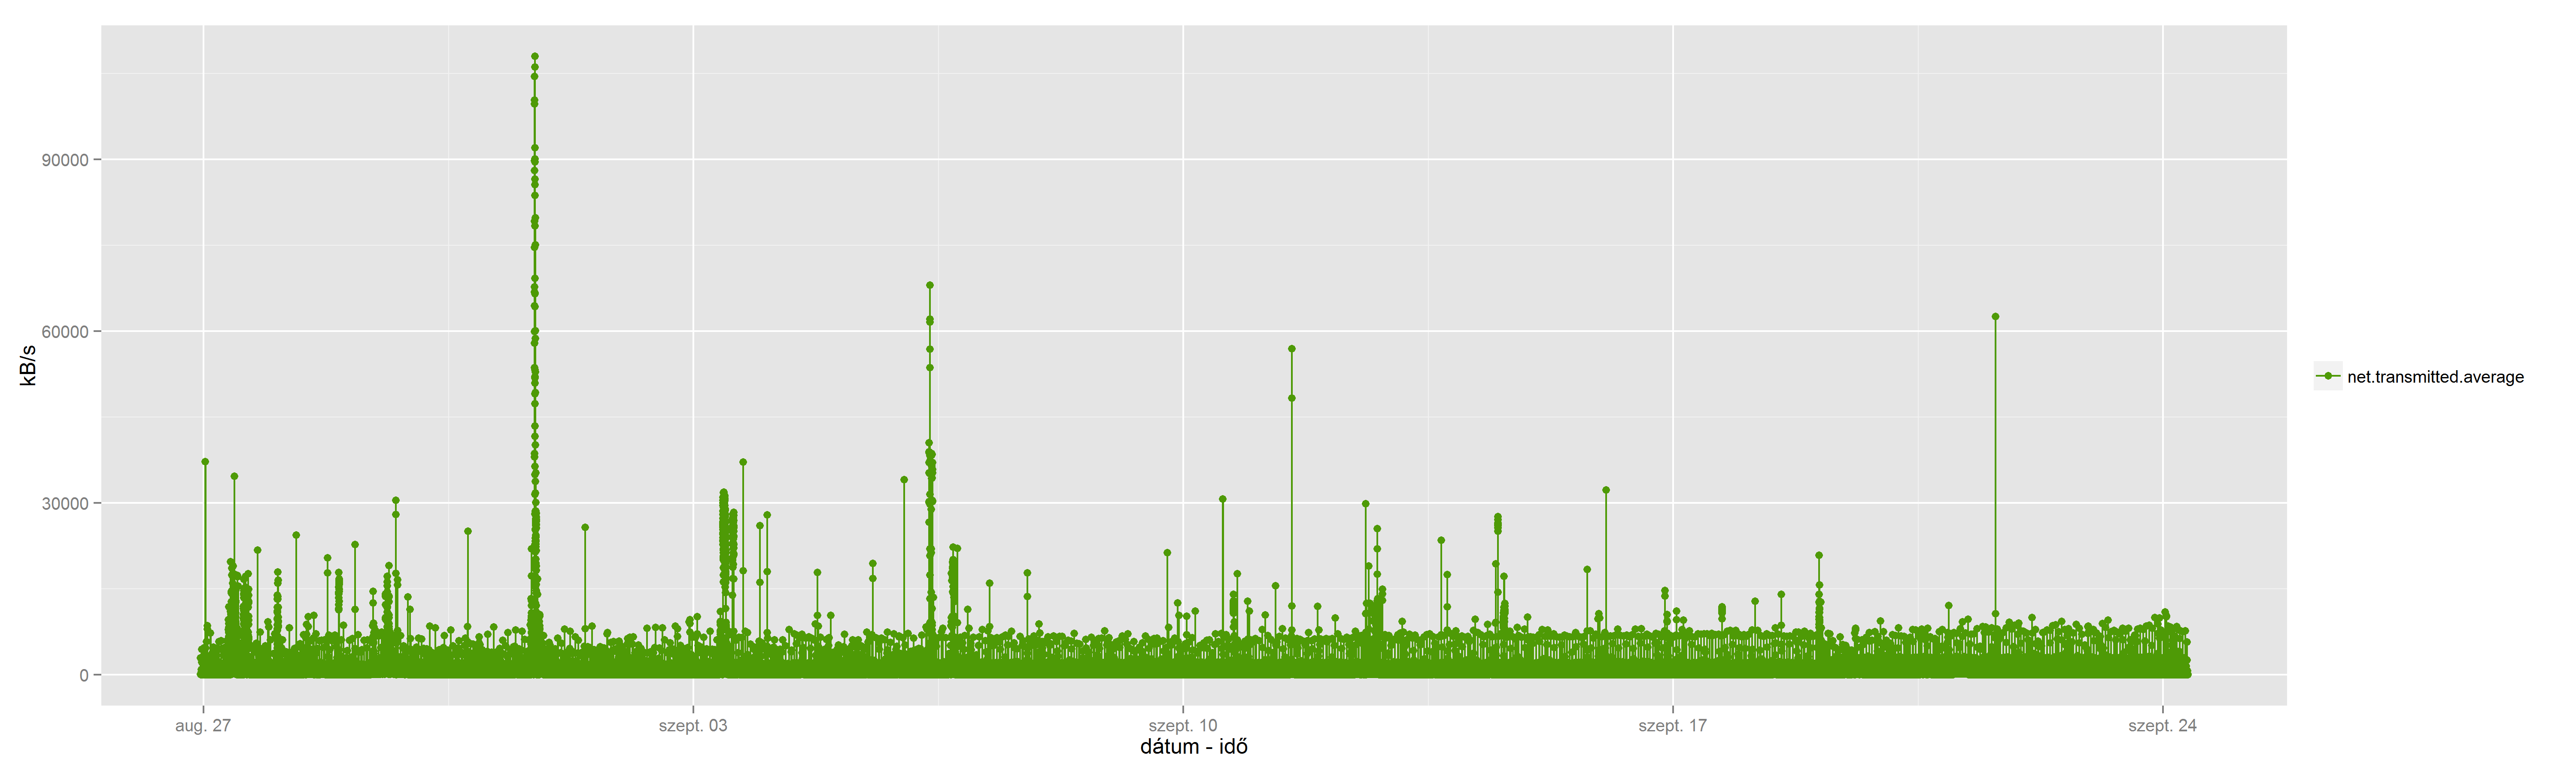 90000
60000
30000
0
kB/s
aug. 27 szept. 03 szept. 10 szept. 17 szept. 24
dátum - idő
net.transmitted.average